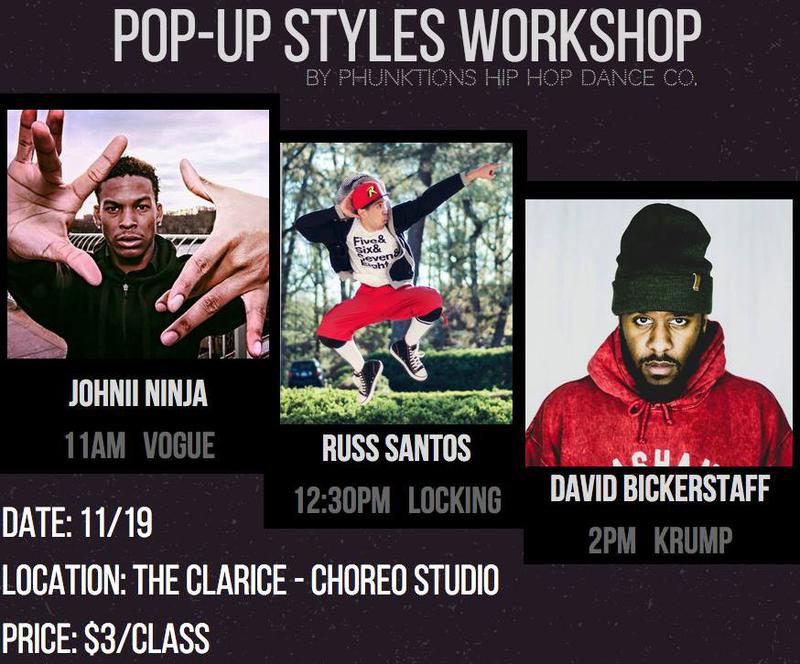 POP-UP STYLES WORKSHOP
BY PHUNKTIONS HIP HOP DANCE CO.
Five&
Six&
Seven&
Eight
R
JOHNII NINJA
11AM VOGUE
RUSS SANTOS
12:30PM LOCKING
DAVID BICKERSTAFF
2PM KRUMP
DATE: 11/19
LOCATION: THE CLARICE - CHOREO STUDIO
PRICE: $3/CLASS